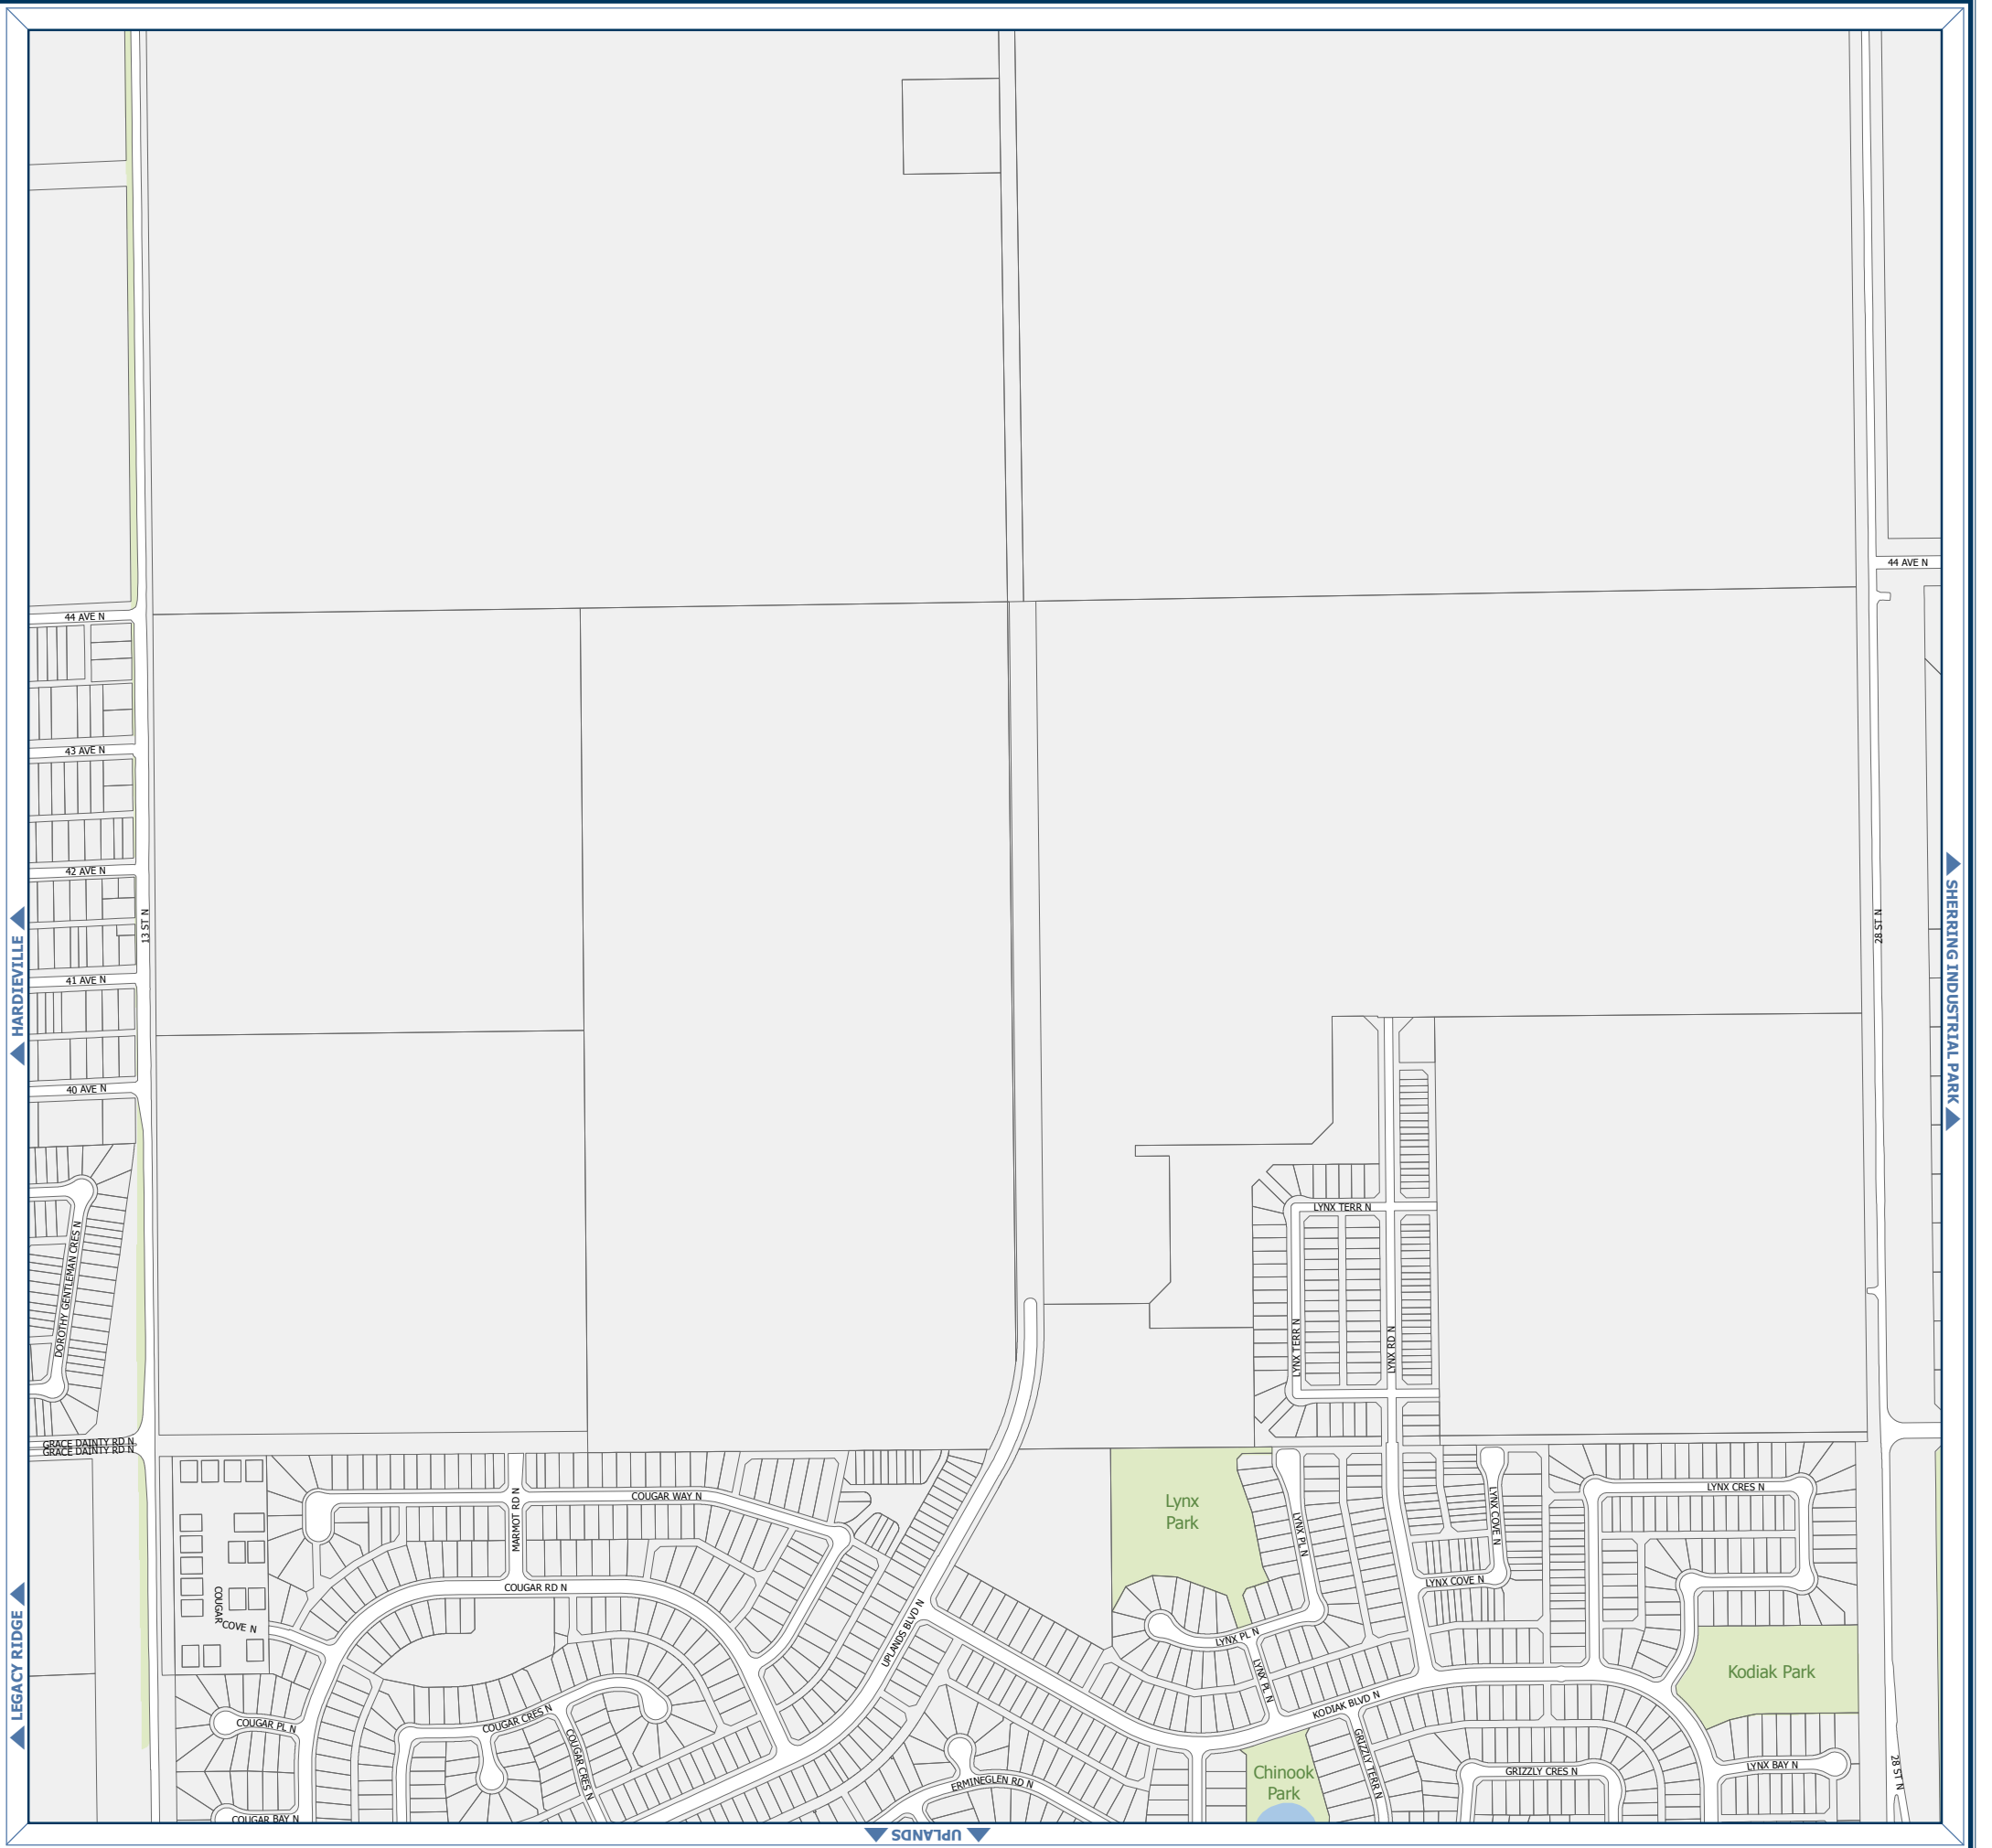 44 AVE N
44 AVE N
43 AVE N
42 AVE N
13 ST N
28 ST N
41 AVE N
40 AVE N
HARDIEVILLE
SHERRING INDUSTRIAL PARK
DOROTHY GENTLEMAN CRES N
LYNX TERR N
LYNX TERR N
LYNX RD N
GRACE DAINTY RD N
GRACE DAINTY RD N
COUGAR WAY N
MARMOT RD N
Lynx
Park
LYNX PL N
LYNX COVE N
LYNX CRES N
COUGAR RD N
LYNX COVE N
COUGAR
COVE N
UPLANDS BLVD N
LYNX PL N
LYNX PL N
Kodiak Park
LEGACY RIDGE
COUGAR PL N
COUGAR CRES N
COUGAR CRES N
KODIAK BLVD N
GRIZZLY TERR N
ERMINEGLEN RD N
Chinook
Park
GRIZZLY CRES N
LYNX BAY N
28 ST N
COUGAR BAY N
UPLANDS